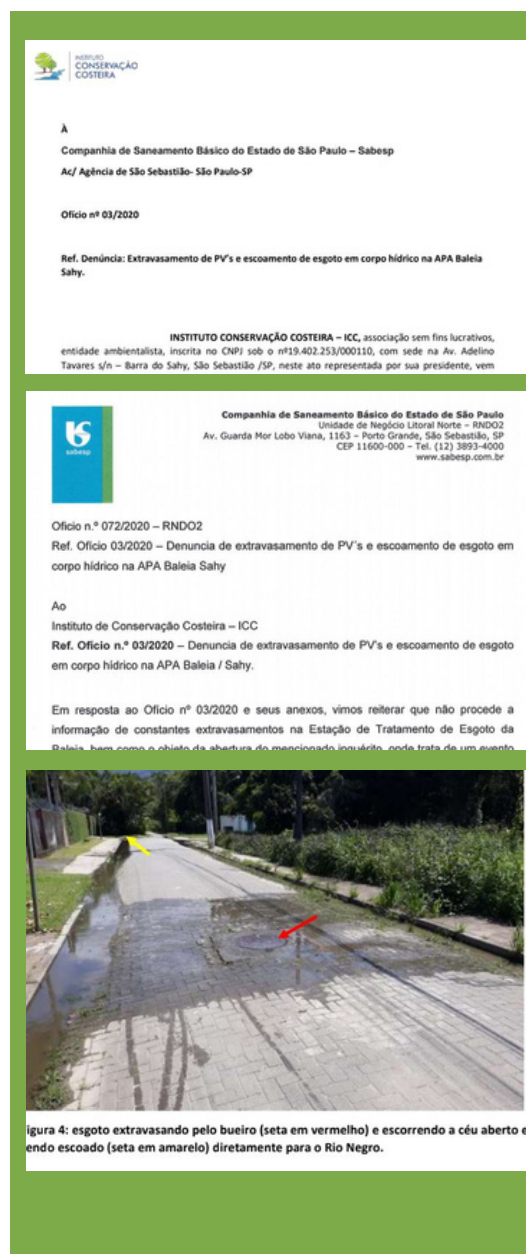 INSTITUTO
CONSERVAÇÃO
COSTEIRA
À
Companhia de Saneamento Básico do Estado de São Paulo – Sabesp
Ac/ Agência de São Sebastião- São Paulo-SP
Ofício nº 03/2020
Ref. Denúncia: Extravasamento de PV's e escoamento de esgoto em corpo hídrico na APA Baleia
Sahy.
INSTITUTO CONSERVAÇÃO COSTEIRA – ICC, associação sem fins lucrativos,
entidade ambientalista, inscrita no CNPJ sob o nº19.402.253/000110, com sede na Av. Adelino
Tavares s/n – Barra do Sahy, São Sebastião /SP, neste ato representada por sua presidente, vem
sabesp
Companhia de Saneamento Básico do Estado de São Paulo
Unidade de Negócio Litoral Norte – RNDO2
Av. Guarda Mor Lobo Viana, 1163 – Porto Grande, São Sebastião, SP
CEP 11600-000 – Tel. (12) 3893-4000
www.sabesp.com.br
Oficio n.º 072/2020 – RNDO2
Ref. Ofício 03/2020 – Denuncia de extravasamento de PV's e escoamento de esgoto em
corpo hídrico na APA Baleia Sahy
Ao
Instituto de Conservação Costeira – ICC
Ref. Ofício n.º 03/2020 – Denuncia de extravasamento de PV's e escoamento de esgoto
em corpo hídrico na APA Baleia / Sahy.
Em resposta ao Ofício nº 03/2020 e seus anexos, vimos reiterar que não procede a
informação de constantes extravasamentos na Estação de Tratamento de Esgoto da
Baleia, bem como o objeto da abertura do mencionado inquérito, onde trata de um evento
igura 4: esgoto extravasando pelo bueiro (seta em vermelho) e escorrendo a céu aberto e
endo escoado (seta em amarelo) diretamente para o Rio Negro.